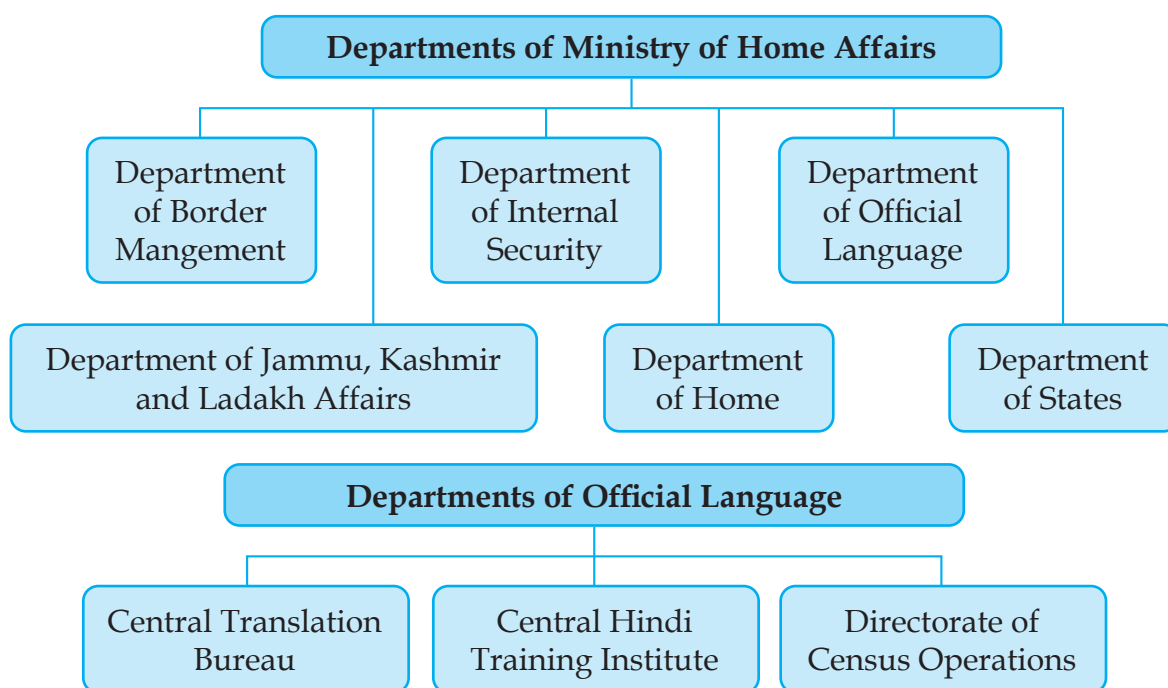 Departments of Ministry of Home Affairs
Department
of Border
Mangement
Department
of Internal
Security
Department
of Official
Language
Department of Jammu, Kashmir
and Ladakh Affairs
Department
of Home
Department
of States
Departments of Official Language
Central Translation
Bureau
Central Hindi
Training Institute
Directorate of
Census Operations